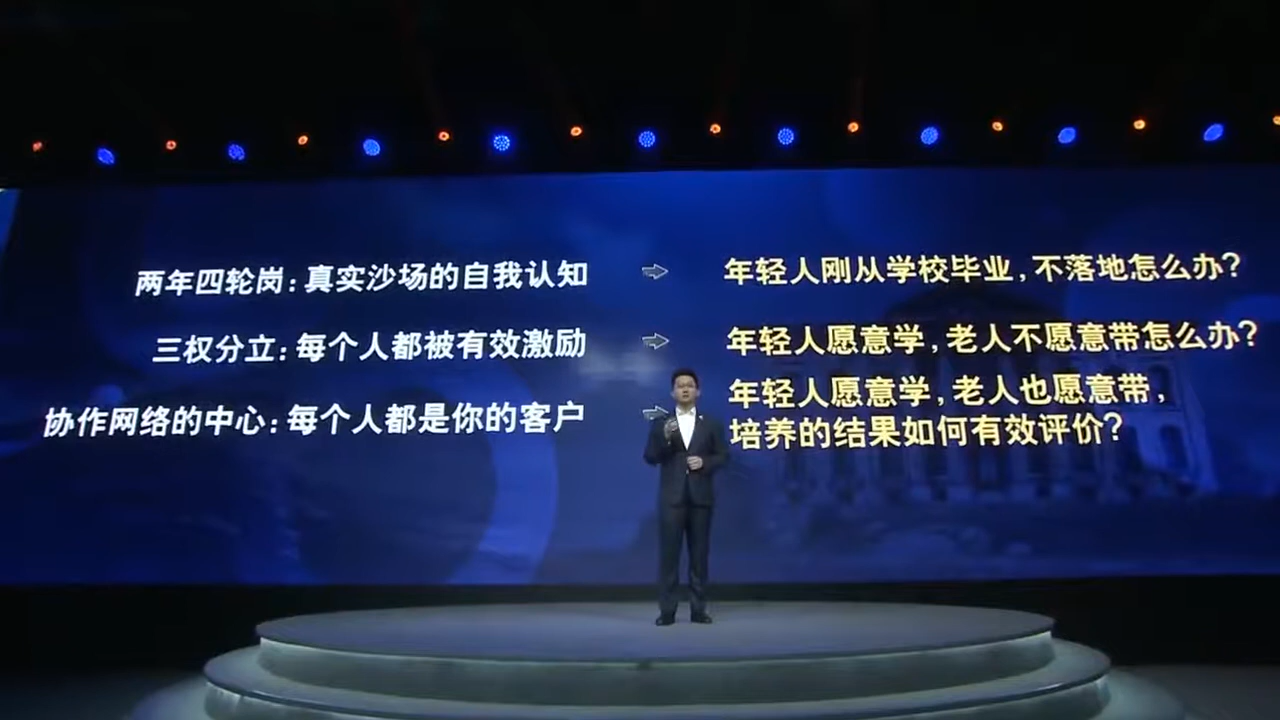 两年四轮岗:真实沙场的自我认知
年轻人刚从学校毕业,不落地怎么办?
三权分立:每个人都被有效激励
年轻人愿意学,老人不愿意带怎么办?
协作网络的中心:每个人都是你的客户
年轻人愿意学,老人也愿意带,
培养的结果如何有效评价?